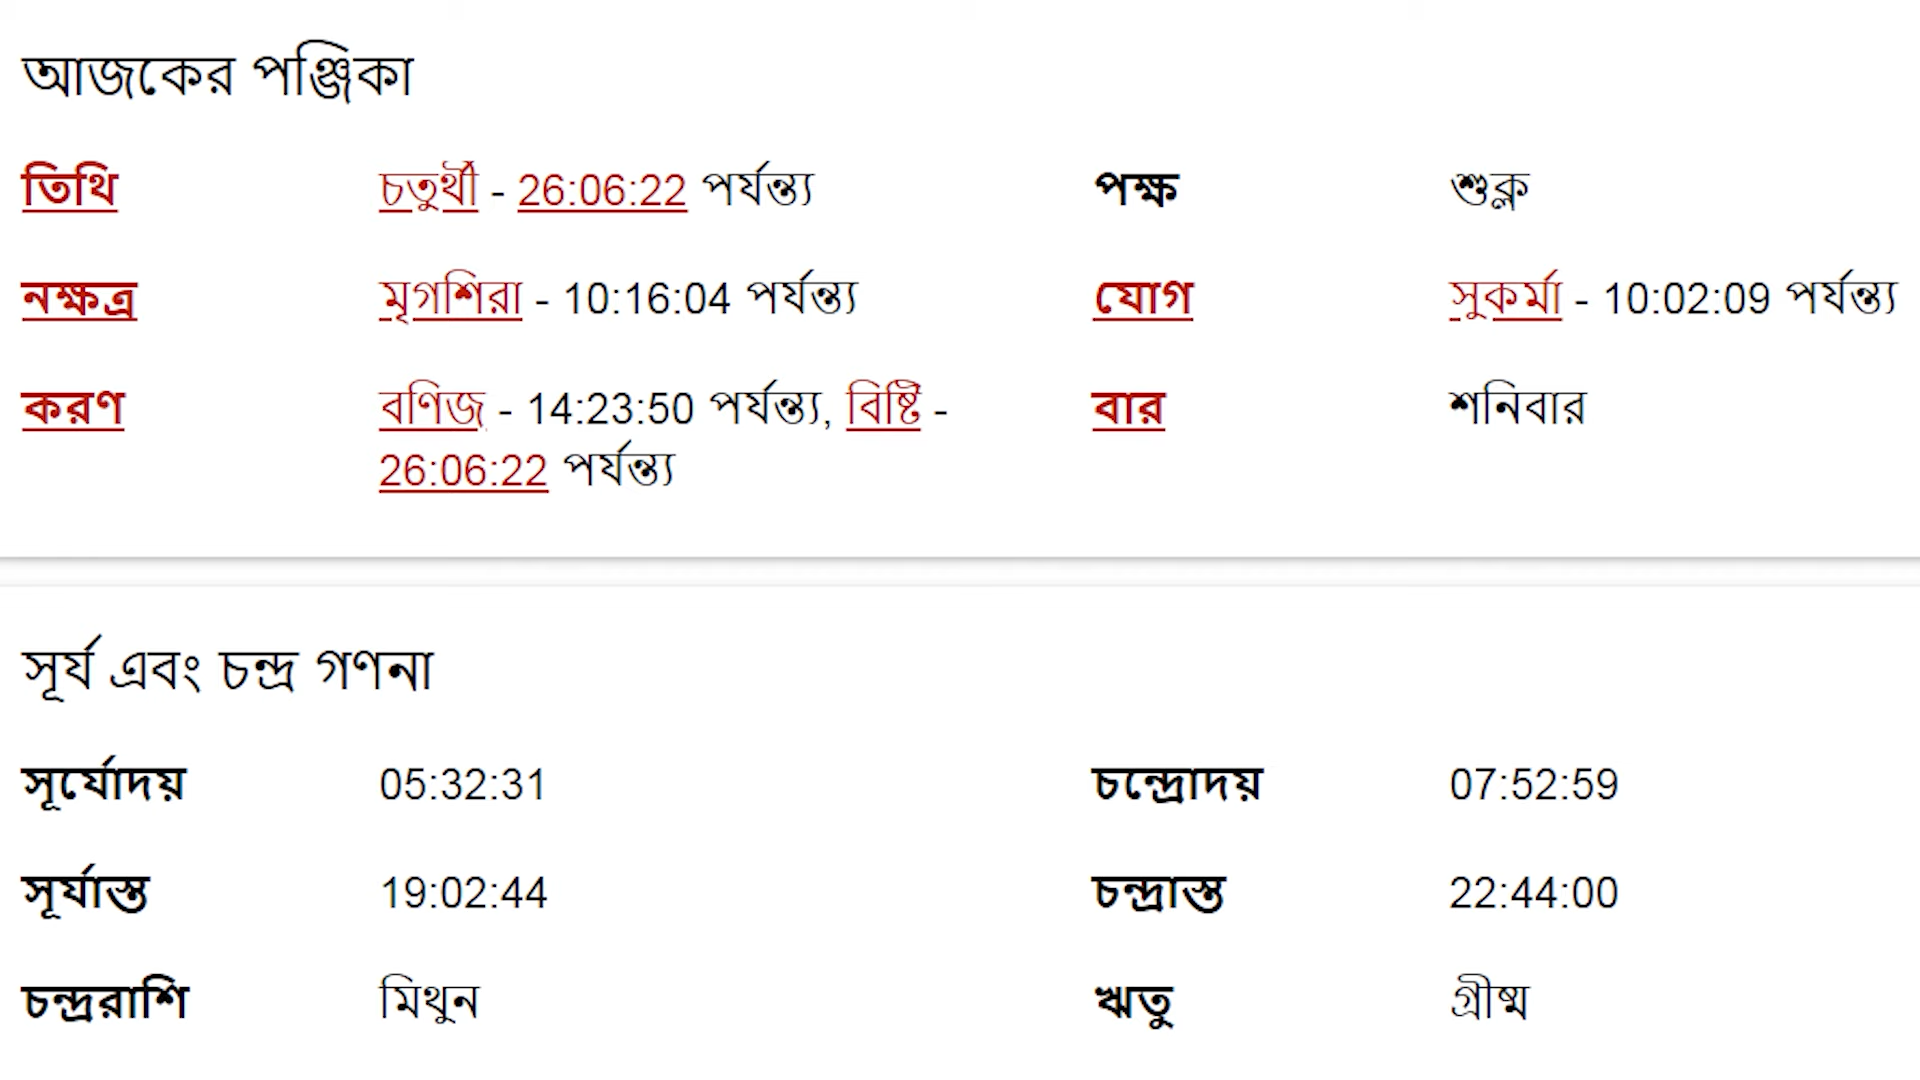 আজকের পঞ্জিকা
তিথি চতুর্থী - 26:06:22 পর্যন্ত্য পক্ষ শুক্ল
নক্ষত্র মৃগশিরা - 10:16:04 পর্যন্ত্য যোগ সুকর্মা - 10:02:09 পর্যন্ত্য
করণ বণিজ - 14:23:50 পর্যন্ত্য, বিষ্টি - বার শনিবার
26:06:22 পর্যন্ত্য
সূর্য এবং চন্দ্র গণনা
সূর্যোদয় 05:32:31 চন্দ্রোদয় 07:52:59
সূর্যাস্ত 19:02:44 চন্দ্রাস্ত 22:44:00
চন্দ্ররাশি মিথুন ঋতু গ্রীষ্ম